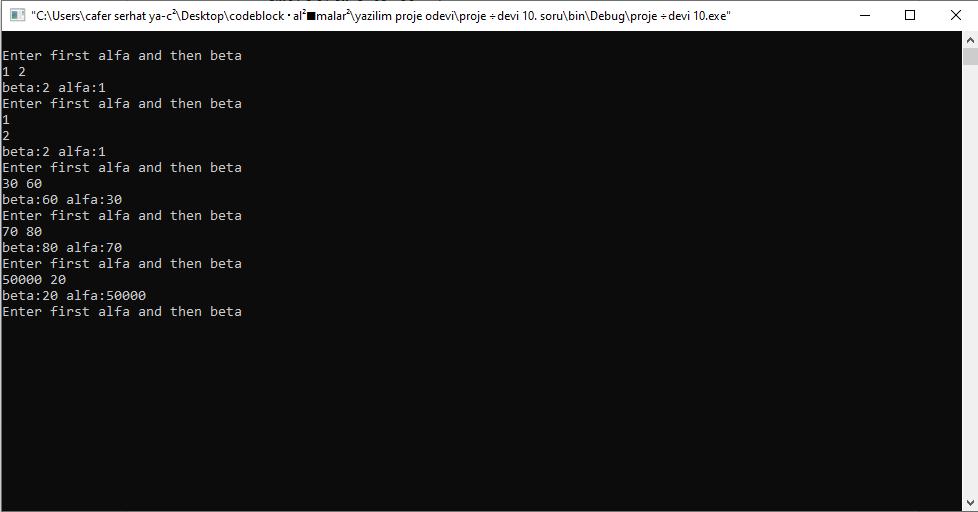 "C:\Users\cafer serhat ya-c²\Desktop\codeblock · al²■malar²\yazilim proje odevi\proje ÷devi 10. soru\bin\Debug\proje ÷devi 10.exe"
Enter first alfa and then beta
1 2
beta:2 alfa:1
Enter first alfa and then beta
1
2
beta:2 alfa:1
Enter first alfa and then beta
30 60
beta:60 alfa:30
Enter first alfa and then beta
70 80
beta:80 alfa:70
Enter first alfa and then beta
50000 20
beta:20 alfa:50000
Enter first alfa and then beta